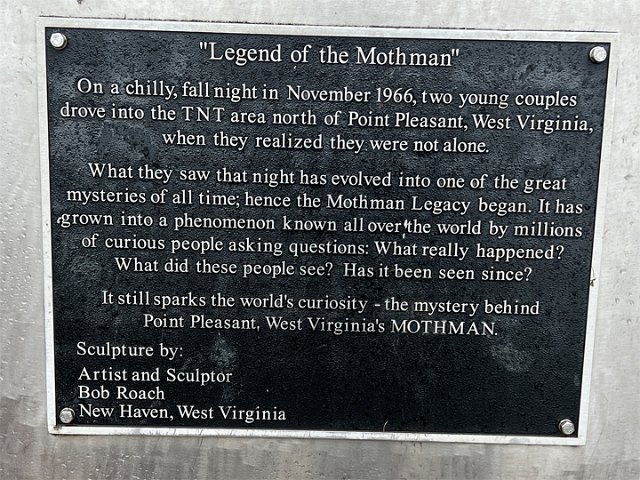 "Legend of the Mothman"
On a chilly, fall night in November 1966, two young couples
drove into the TNT area north of Point Pleasant, West Virginia,
when they realized they were not alone.
What they saw that night has evolved into one of the great
mysteries of all time; hence the Mothman Legacy began. It has
grown into a phenomenon known all over the world by millions
of curious people asking questions: What really happened?
What did these people see? Has it been seen since?
It still sparks the world's curiosity - the mystery behind
Point Pleasant, West Virginia's MOTHMAN.
Sculpture by:
Artist and Sculptor
Bob Roach
New Haven, West Virginia